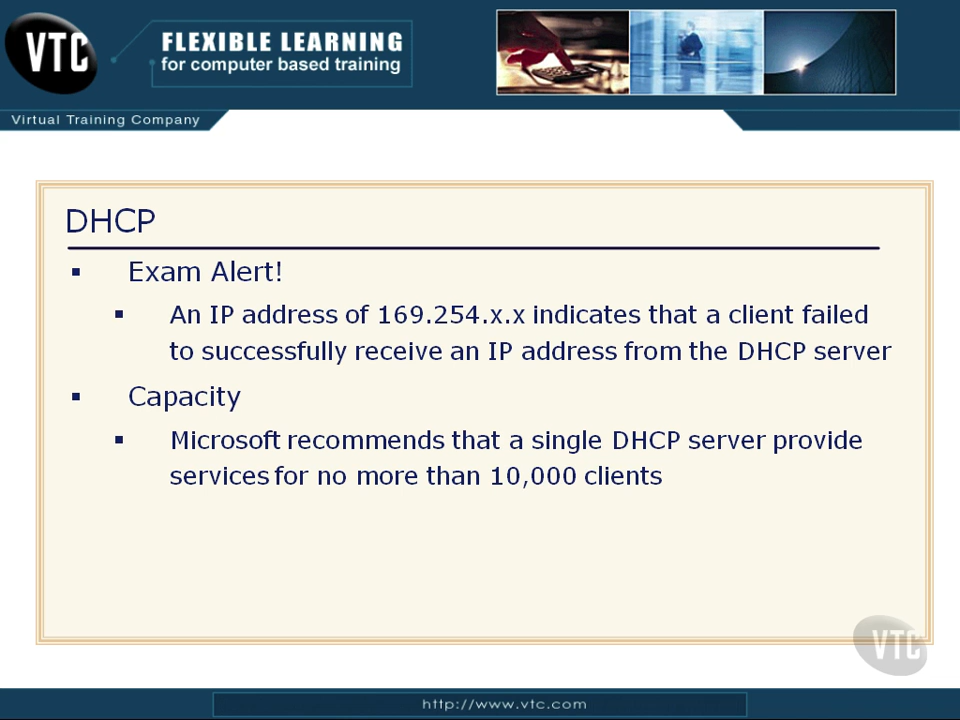 VTC
FLEXIBLE LEARNING
for computer based training
Virtual Training Company
DHCP
▪ Exam Alert!
▪ An IP address of 169.254.x.x indicates that a client failed
to successfully receive an IP address from the DHCP server
▪ Capacity
▪ Microsoft recommends that a single DHCP server provide
services for no more than 10,000 clients
VTC
http://www.vtc.com